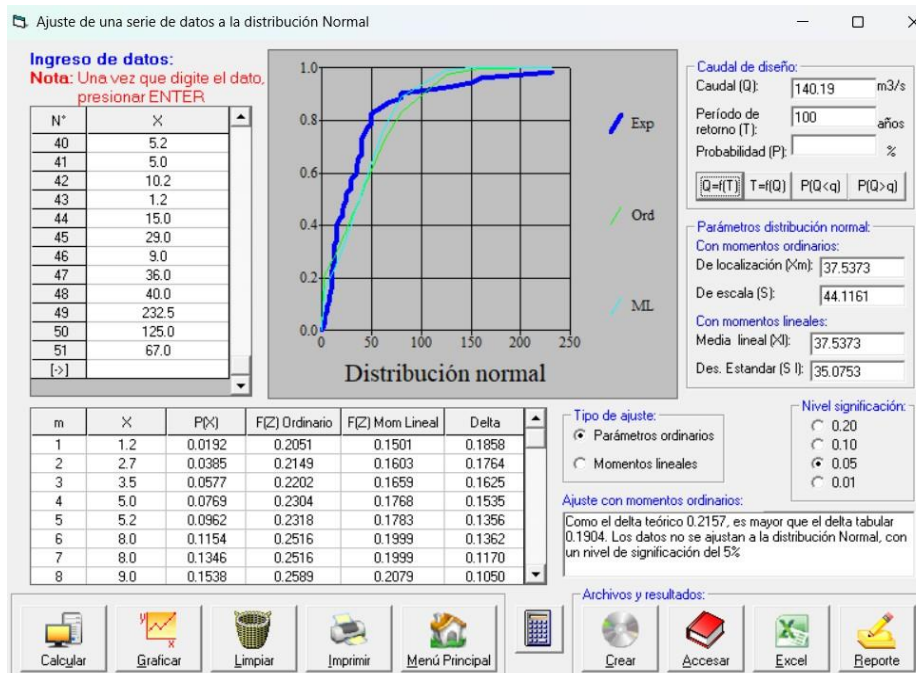 Ajuste de una serie de datos a la distribución Normal
Ingreso de datos:
Nota: Una vez que digite el dato,
presionar ENTER
N° X
40 5.2
41 5.0
42 10.2
43 1.2
44 15.0
45 29.0
46 9.0
47 36.0
48 40.0
49 232.5
50 125.0
51 67.0
[->]
1.0
0.8
0.6
0.4
0.2
0.0
0 50 100 150 200 250
Exp
Ord
ML
Distribución normal
Caudal de diseño:
Caudal (Q): 140.19 m3/s
Período de
retorno (T): 100 años
Probabilidad (P): %
Q=f(T) T=f(Q) P(Q<q) P(Q>q)
Parámetros distribución normal:
Con momentos ordinarios:
De localización (Xm): 37.5373
De escala (S): 44.1161
Con momentos lineales:
Media lineal (Xl): 37.5373
Des. Estandar (S l): 35.0753
m X P(X) F(Z) Ordinario F(Z) Mom Lineal Delta
1 1.2 0.0192 0.2051 0.1501 0.1858
2 2.7 0.0385 0.2149 0.1603 0.1764
3 3.5 0.0577 0.2202 0.1659 0.1625
4 5.0 0.0769 0.2304 0.1768 0.1535
5 5.2 0.0962 0.2318 0.1783 0.1356
6 8.0 0.1154 0.2516 0.1999 0.1362
7 8.0 0.1346 0.2516 0.1999 0.1170
8 9.0 0.1538 0.2589 0.2079 0.1050
Tipo de ajuste:
Parámetros ordinarios
Momentos lineales
Nivel significación:
0.20
0.10
0.05
0.01
Ajuste con momentos ordinarios:
Como el delta teórico 0.2157, es mayor que el delta tabular
0.1904. Los datos no se ajustan a la distribución Normal, con
un nivel de significación del 5%
Archivos y resultados:
Calcular Graficar Limpiar Imprimir Menú Principal Crear Accesar Excel Reporte